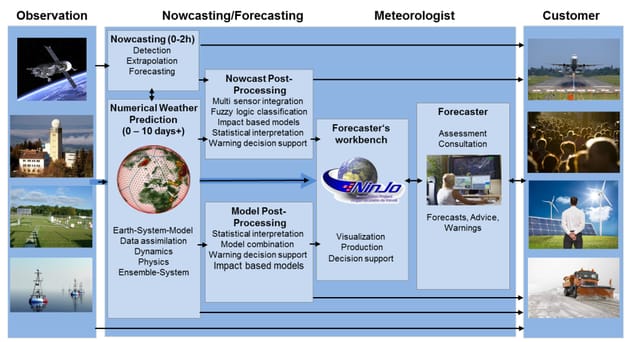 Observation
Nowcasting/Forecasting
Meteorologist
Customer
Nowcasting (0-2h)
Detection
Extrapolation
Forecasting
Numerical Weather
Prediction
(0 – 10 days+)
Earth-System-Model
Data assimilation
Dynamics
Physics
Ensemble-System
Nowcast Post-
Processing
Multi sensor integration
Fuzzy logic classification
Impact based models
Statistical interpretation
Warning decision support
Model Post-
Processing
Statistical interpretation
Model combination
Warning decision support
Impact based models
Forecaster's
workbench
NinJo
Visualization
Production
Decision support
Forecaster
Assessment
Consultation
Forecasts, Advice,
Warnings